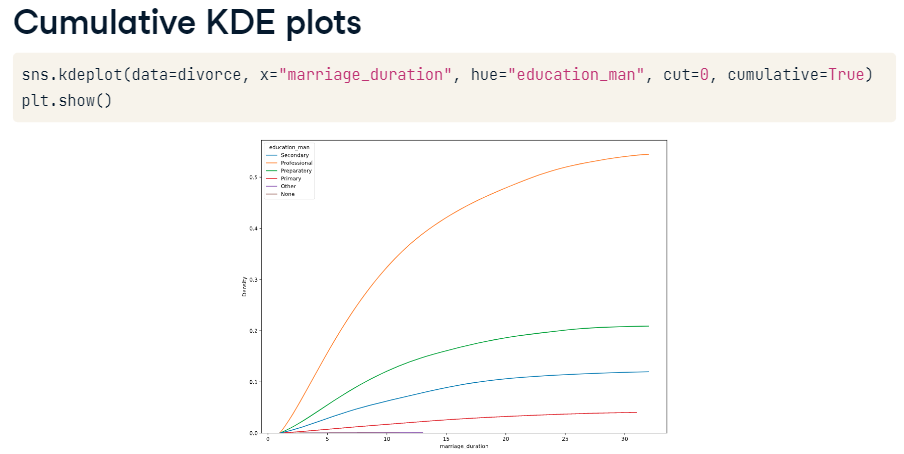 Cumulative KDE plots
sns.kdeplot(data=divorce, x="marriage_duration", hue="education_man", cut=0, cumulative=True)
plt.show()
education_man
Secondary
Professional
Preparatory
Primary
Other
None
0.5
0.4
0.3
0.2
0.1
0.0
Density
0 5 10 15 20 25 30
marriage_duration